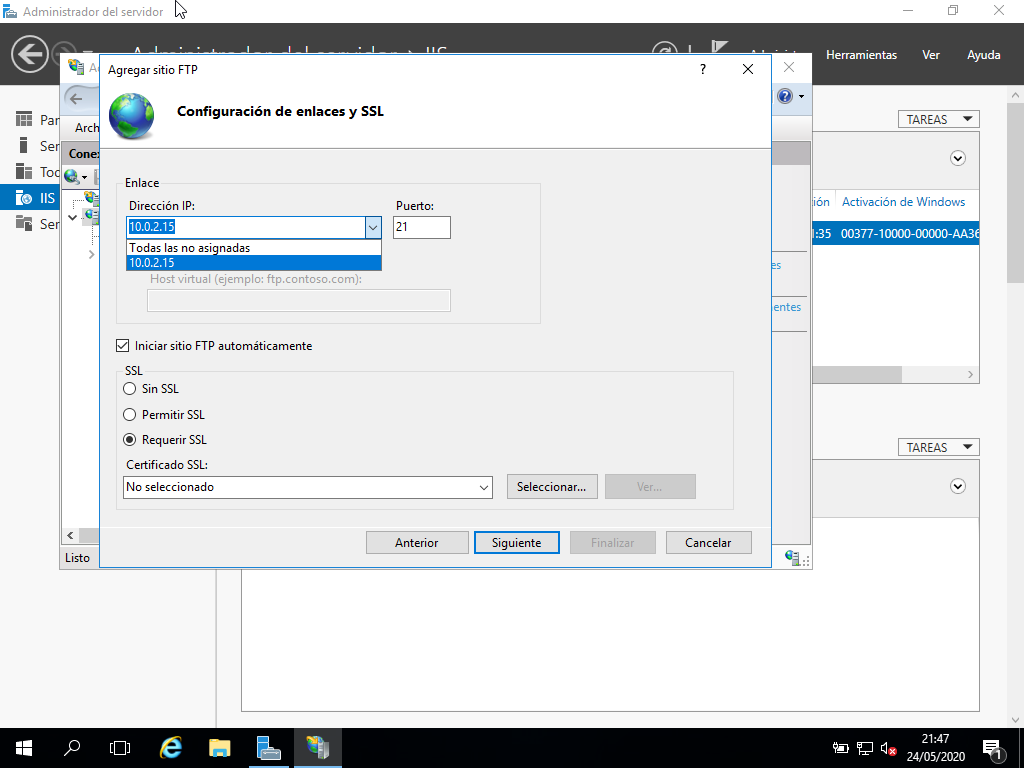 Administrador del servidor
Administrador del servidor › IIS
Herramientas
Ver
Ayuda
Agregar sitio FTP
?
Configuración de enlaces y SSL
Arch
Conex
Par
Ser
Tod
IIS
Ser
Enlace
Dirección IP:
Puerto:
10.0.2.15
21
Todas las no asignadas
10.0.2.15
Host virtual (ejemplo: ftp.contoso.com):
Iniciar sitio FTP automáticamente
SSL
Sin SSL
Permitir SSL
Requerir SSL
Certificado SSL:
No seleccionado
Seleccionar...
Ver...
Anterior
Siguiente
Finalizar
Cancelar
Listo
TAREAS
ión
Activación de Windows
1:35
00377-10000-00000-AA36
es
entes
TAREAS
21:47
24/05/2020
1